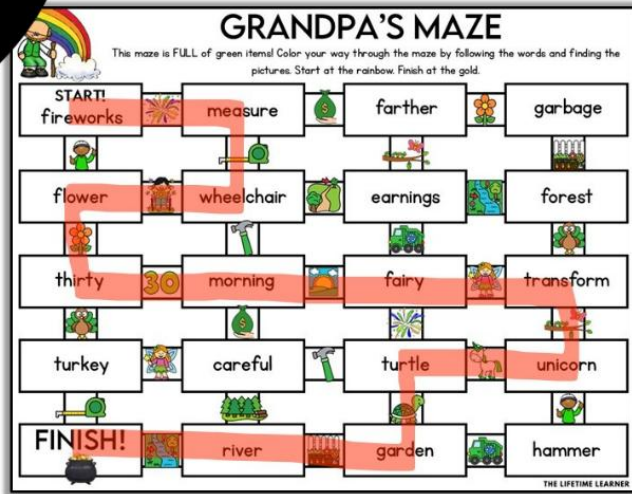 GRANDPA'S MAZE
This maze is FULL of green items! Color your way through the maze by following the words and finding the
pictures. Start at the rainbow. Finish at the gold.
START!
fireworks measure farther garbage
flower wheelchair earnings forest
thirty 30 morning fairy transform
turkey careful turtle unicorn
FINISH! river garden hammer
THE LIFETIME LEARNER